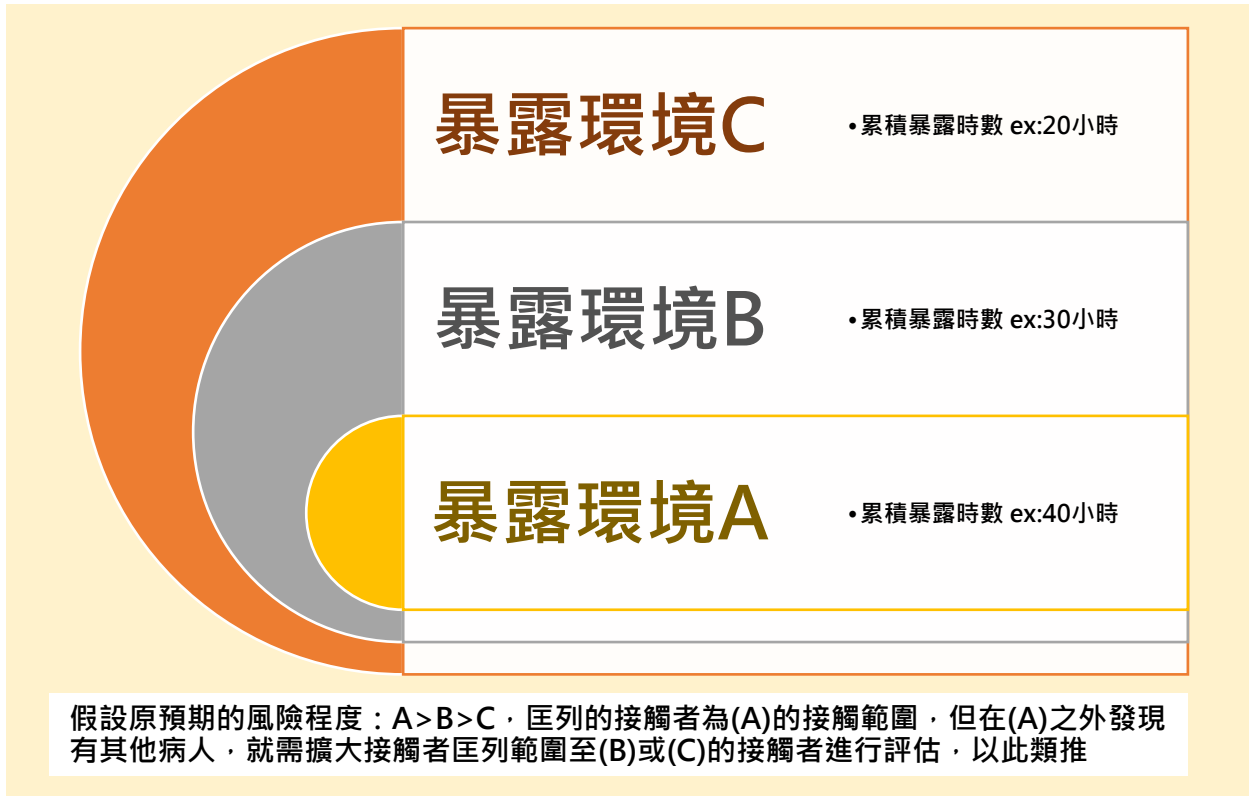 暴露環境C
•累積暴露時數 ex:20小時
暴露環境B
•累積暴露時數 ex:30小時
暴露環境A
•累積暴露時數 ex:40小時
假設原預期的風險程度：A>B>C，匡列的接觸者為(A)的接觸範圍，但在(A)之外發現
有其他病人，就需擴大接觸者匡列範圍至(B)或(C)的接觸者進行評估，以此類推